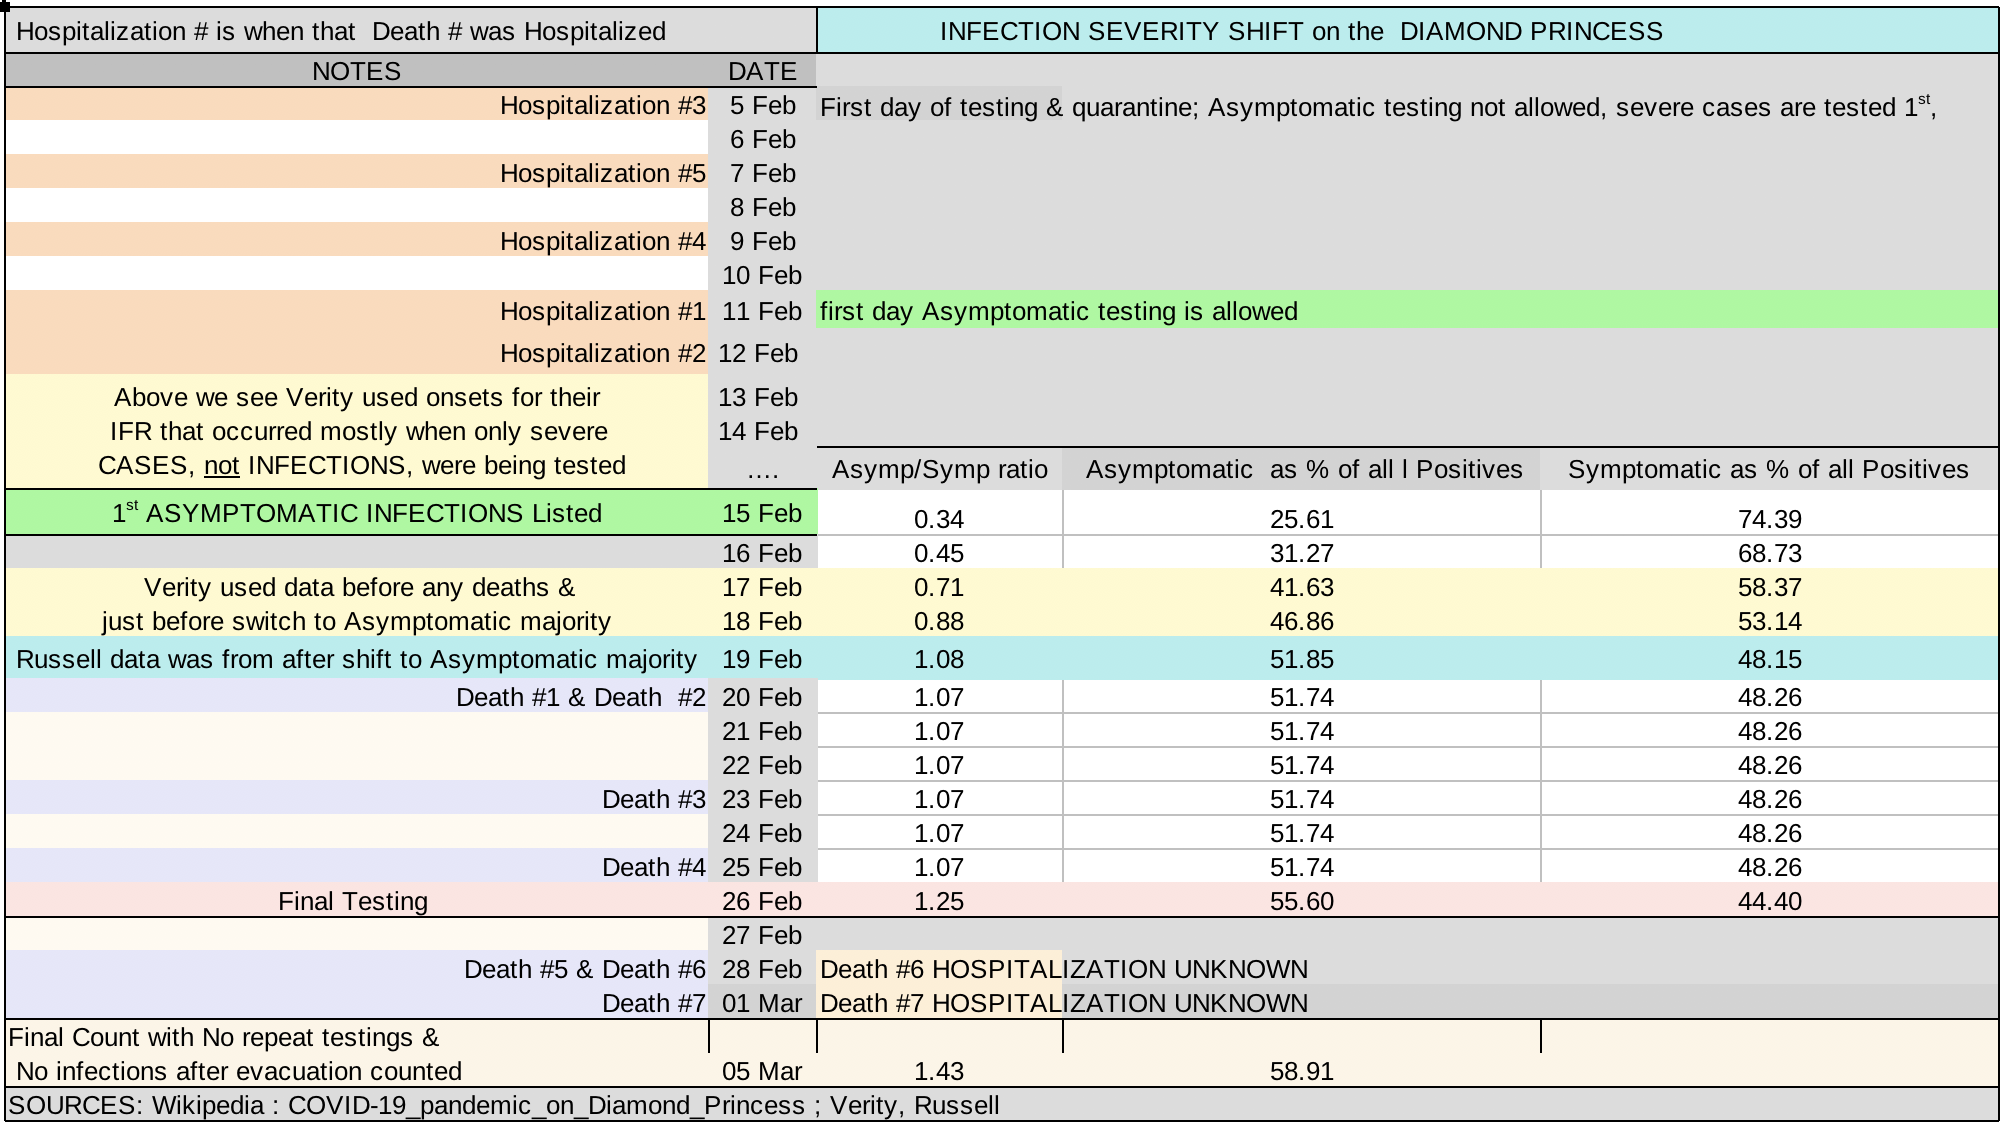 Hospitalization # is when that Death # was Hospitalized INFECTION SEVERITY SHIFT on the DIAMOND PRINCESS
NOTES DATE
Hospitalization #3 5 Feb First day of testing & quarantine; Asymptomatic testing not allowed, severe cases are tested 1st,
6 Feb
Hospitalization #5 7 Feb
8 Feb
Hospitalization #4 9 Feb
10 Feb
Hospitalization #1 11 Feb first day Asymptomatic testing is allowed
Hospitalization #2 12 Feb
Above we see Verity used onsets for their 13 Feb
IFR that occurred mostly when only severe 14 Feb
CASES, not INFECTIONS, were being tested .... Asymp/Symp ratio Asymptomatic as % of all l Positives Symptomatic as % of all Positives
1st ASYMPTOMATIC INFECTIONS Listed 15 Feb 0.34 25.61 74.39
16 Feb 0.45 31.27 68.73
Verity used data before any deaths & 17 Feb 0.71 41.63 58.37
just before switch to Asymptomatic majority 18 Feb 0.88 46.86 53.14
Russell data was from after shift to Asymptomatic majority 19 Feb 1.08 51.85 48.15
Death #1 & Death #2 20 Feb 1.07 51.74 48.26
21 Feb 1.07 51.74 48.26
22 Feb 1.07 51.74 48.26
Death #3 23 Feb 1.07 51.74 48.26
24 Feb 1.07 51.74 48.26
Death #4 25 Feb 1.07 51.74 48.26
Final Testing 26 Feb 1.25 55.60 44.40
27 Feb
Death #5 & Death #6 28 Feb Death #6 HOSPITALIZATION UNKNOWN
Death #7 01 Mar Death #7 HOSPITALIZATION UNKNOWN
Final Count with No repeat testings &
No infections after evacuation counted 05 Mar 1.43 58.91
SOURCES: Wikipedia : COVID-19_pandemic_on_Diamond_Princess ; Verity, Russell